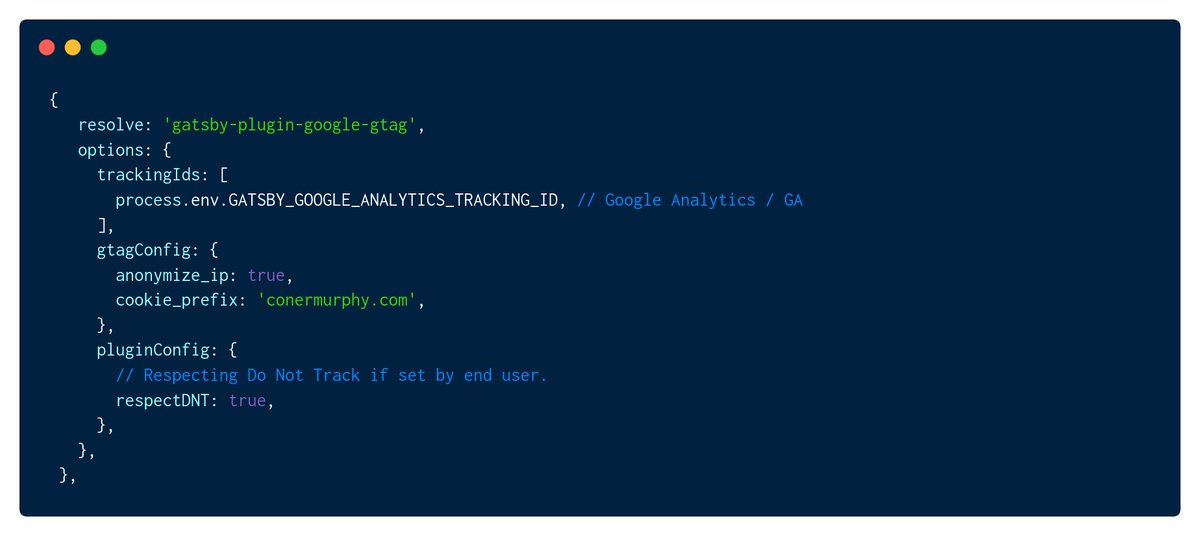 {
resolve: 'gatsby-plugin-google-gtag',
options: {
trackingIds: [
process.env.GATSBY_GOOGLE_ANALYTICS_TRACKING_ID, // Google Analytics / GA
],
gtagConfig: {
anonymize_ip: true,
cookie_prefix: 'conermurphy.com',
},
pluginConfig: {
// Respecting Do Not Track if set by end user.
respectDNT: true,
},
},
},